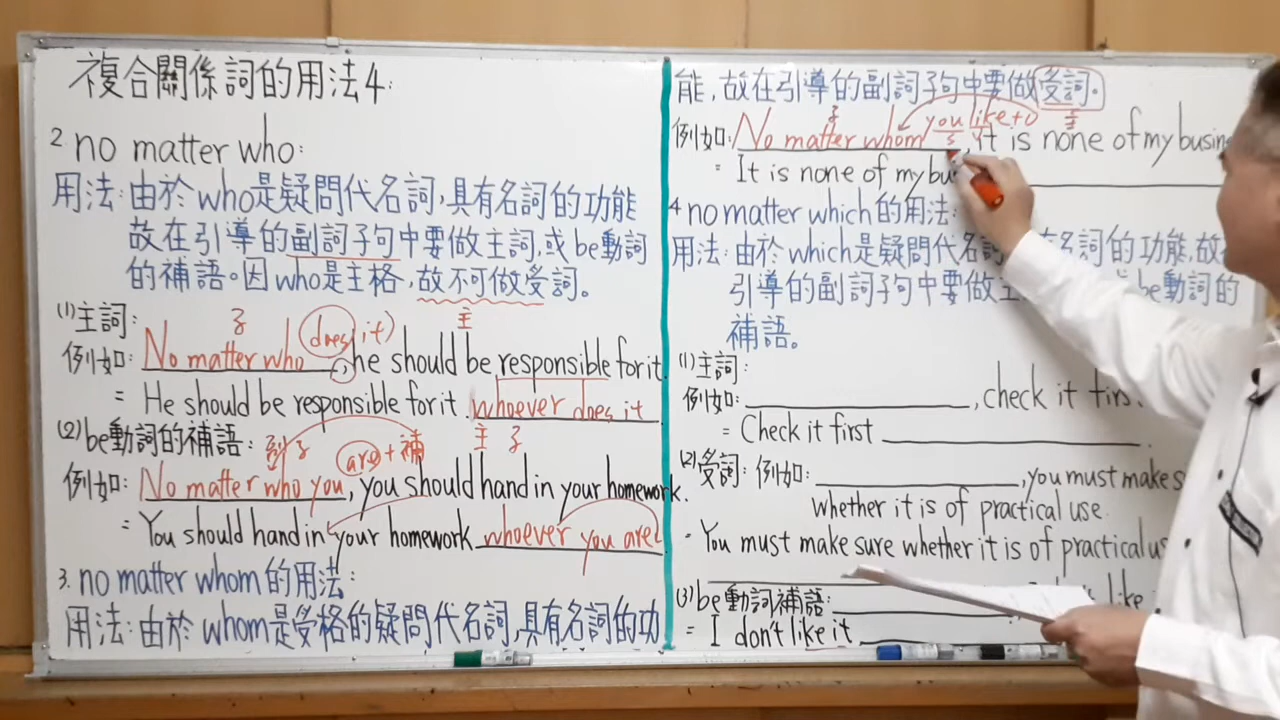 複合關係詞的用法4:
2. no matter who:
用法:由於who是疑問代名詞,具有名詞的功能
故在引導的副詞子句中要做主詞,或be動詞
的補語。因who是主格,故不可做受詞。
(1)主詞:
子 主
例如: No matter who does it), he should be responsible for it.
= He should be responsible for it whoever does it
(2)be動詞的補語: 子 are+補 主 子
例如: No matter who you, you should hand in your homework.
= You should hand in your homework whoever you are
3. no matter whom的用法:
用法:由於whom是受格的疑問代名詞,具有名詞的功
能,故在引導的副詞子句中要做受詞。
子 主
例如: No matter whom you like to, it is none of my busin
S V
= It is none of my bu
4 no matter which的用法:
用法:由於which是疑問代名 名詞的功能,故
引導的副詞子句中要做主 be動詞的
補語。
(1)主詞:
例如: , check it firs
= Check it first .
(2)受詞:例如: , you must make s
whether it is of practical use.
= You must make sure whether it is of practical us
(3)be動詞補語: , like
= I don't like it